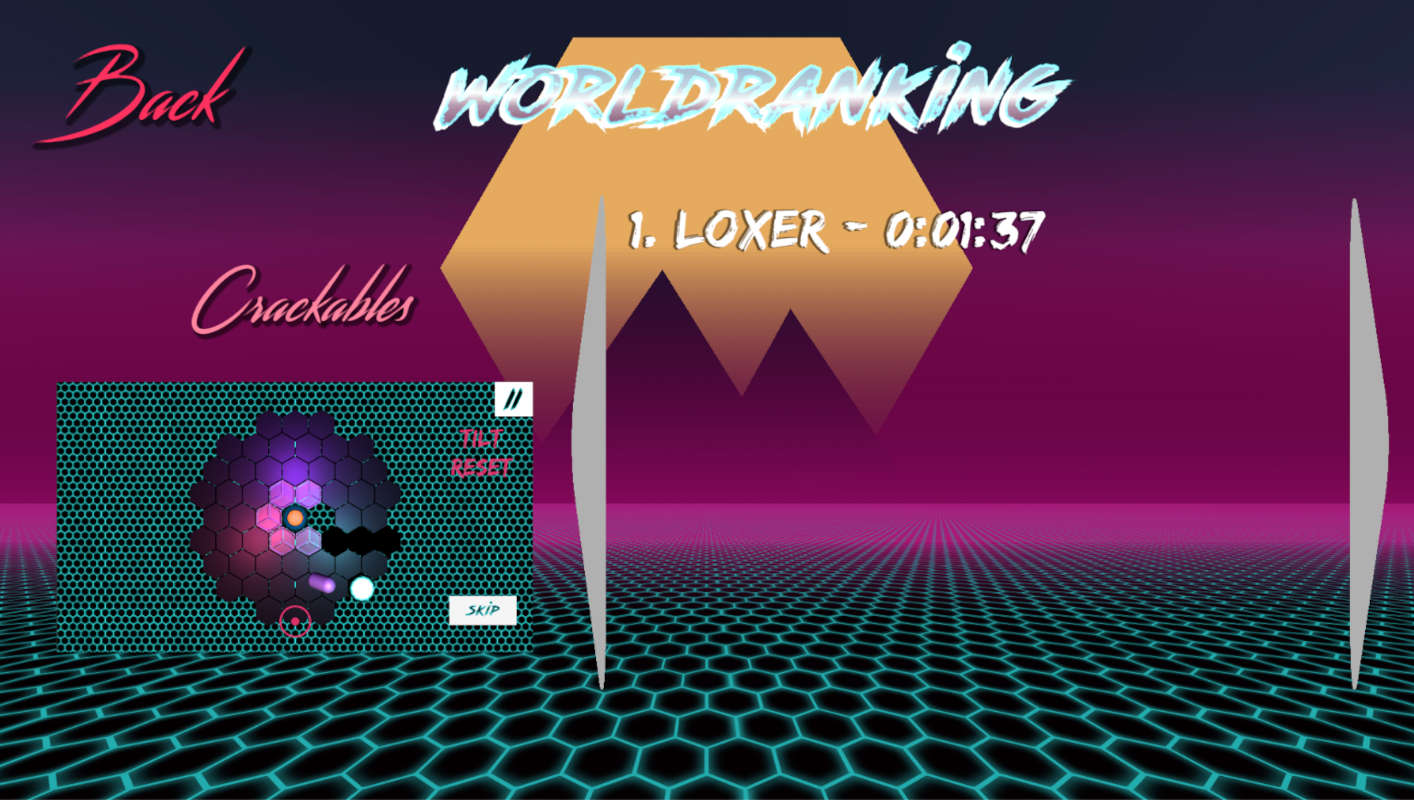 Back
WORLDRANKING
1. LOXER - 0:01:37
Crackables
TILT
RESET
SKIP